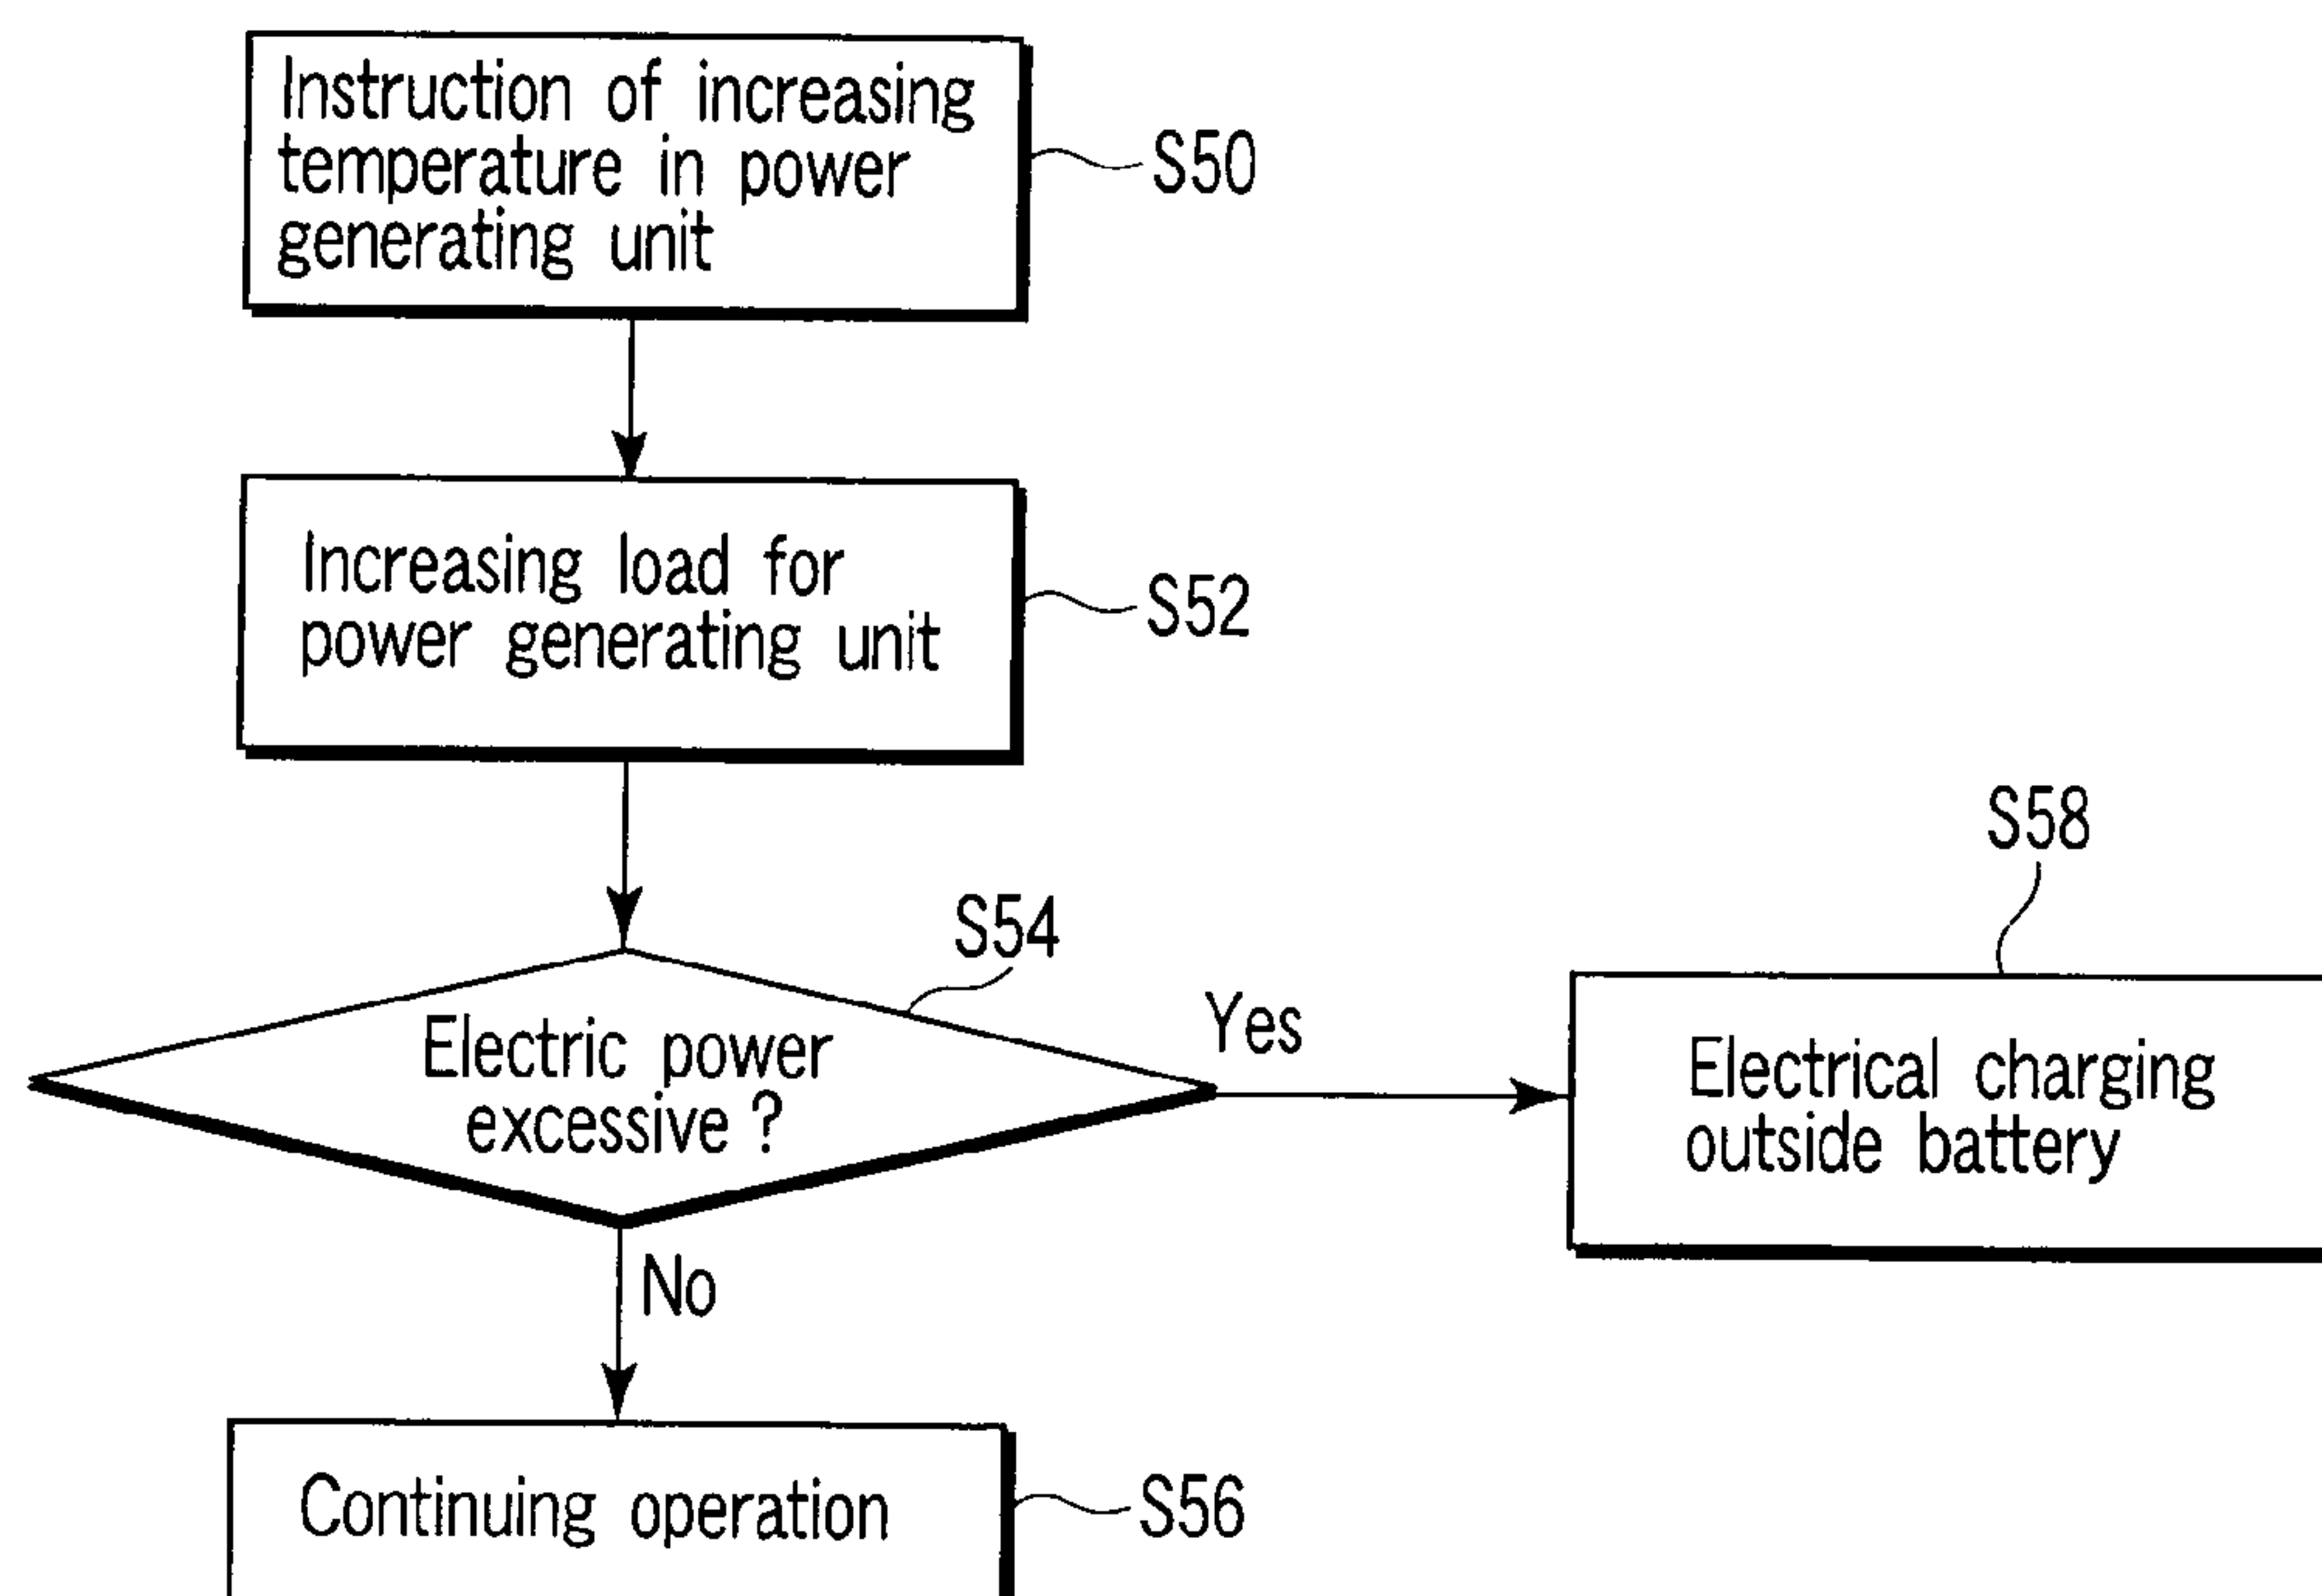 Instruction of increasing
temperature in power
generating unit
S50
Increasing load for
power generating unit
S52
S54
Electric power
excessive ?
Yes
S58
Electrical charging
outside battery
No
Continuing operation
S56